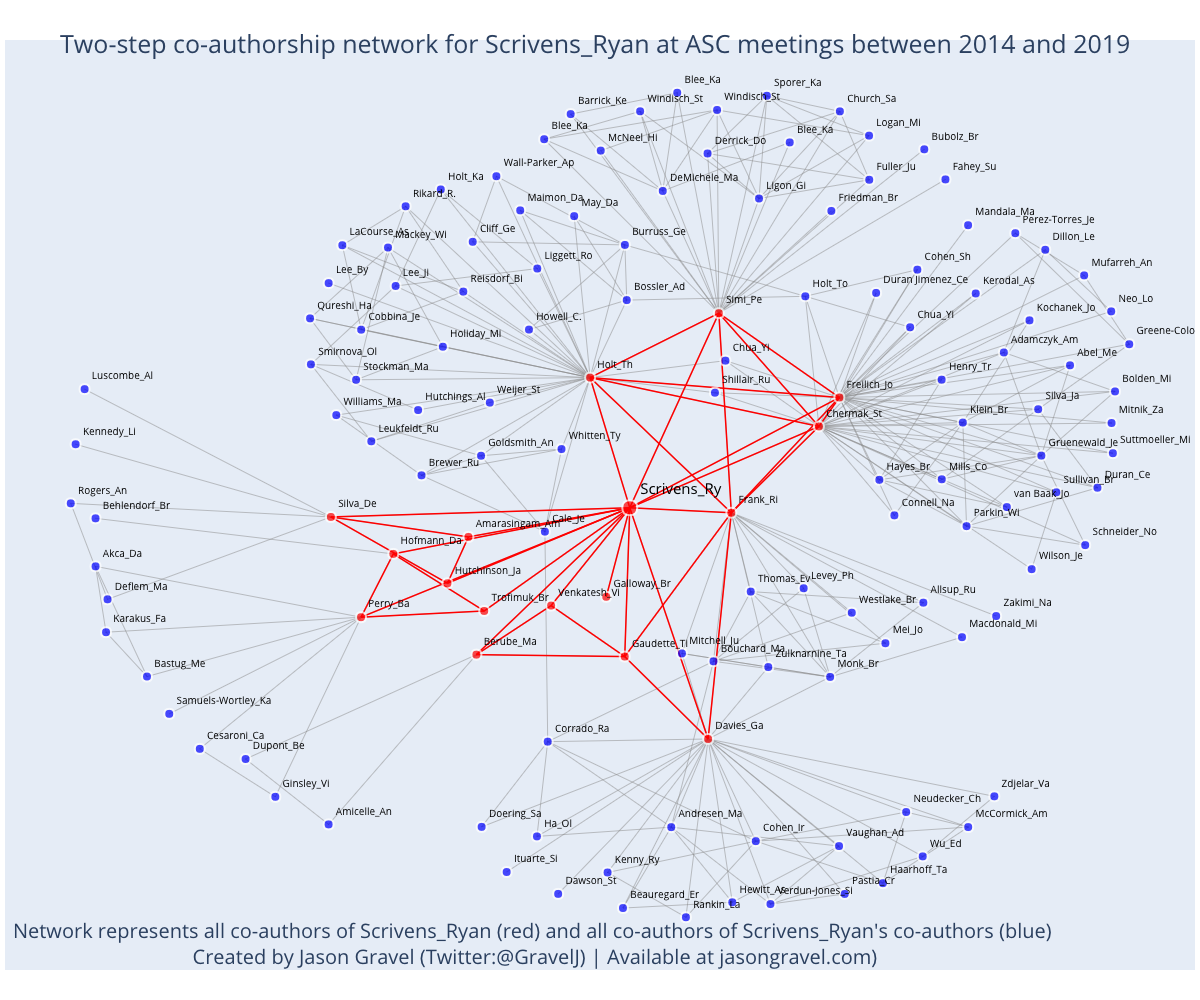 Two-step co-authorship network for Scrivens_Ryan at ASC meetings between 2014 and 2019
Blee_Ka
Sporer_Ka
Barrick_Ke
Windisch_St
Windisch_St
Church_Sa
Blee_Ka
McNeel_Hi
Derrick_Do
Blee_Ka
Logan_Mi
Bubolz_Br
Wall-Parker_Ap
DeMichele_Ma
Ligon_Gi
Fuller_Ju
Fahey_Su
Holt_Ka
Rikard_R.
Maimon_Da
May_Da
Friedman_Br
Mandala_Ma
Perez-Torres_Je
LaCourse_As
Mackey_Wi
Cliff_Ge
Burruss_Ge
Dillon_Le
Lee_By
Lee_Ji
Liggett_Ro
Cohen_Sh
Mufarreh_An
Reisdorf_Bi
Bossler_Ad
Holt_To
Duran Jimenez_Ce
Kerodal_As
Qureshi_Ha
Cobbina_Je
Howell_C.
Simi_Pe
Chua_Yi
Kochanek_Jo
Neo_Lo
Holiday_Mi
Adamczyk_Am
Greene-Colo
Smirnova_Ol
Stockman_Ma
Holt_Th
Chua_Yi
Henry_Tr
Abel_Me
Luscombe_Al
Shillair_Ru
Freilich_Jo
Bolden_Mi
Williams_Ma
Hutchings_Al
Weijer_St
Chermak_St
Klein_Br
Silva_Ja
Mitnik_Za
Kennedy_Li
Leukfeldt_Ru
Goldsmith_An
Whitten_Ty
Gruenewald_Je
Suttmoeller_Mi
Brewer_Ru
Hayes_Br
Mills_Co
Sullivan_Br
Duran_Ce
Rogers_An
Behlendorf_Br
Silva_De
Scrivens_Ry
Frank_Ri
Connell_Na
van Baak_Jo
Parkin_Wi
Amarasingam_Am
Cale_Je
Hofmann_Da
Schneider_No
Akca_Da
Hutchinson_Ja
Wilson_Je
Deflem_Ma
Trofimuk_Br
Venkatesh_Vi
Galloway_Br
Thomas_Ev
Levey_Ph
Allsup_Ru
Karakus_Fa
Perry_Ba
Westlake_Br
Zakimi_Na
Bastug_Me
Berube_Ma
Gaudette_Ti
Mitchell_Ju
Bouchard_Ma
Zulknarnine_Ta
Mei_Jo
Macdonald_Mi
Monk_Br
Samuels-Wortley_Ka
Cesaroni_Ca
Dupont_Be
Corrado_Ra
Davies_Ga
Ginsley_Vi
Zdjelar_Va
Amicelle_An
Doering_Sa
Ha_Ol
Andresen_Ma
Cohen_Ir
Neudecker_Ch
McCormick_Am
Vaughan_Ad
Wu_Ed
Ituarte_Si
Kenny_Ry
Haarhoff_Ta
Dawson_St
Beauregard_Er
Rankin_La
Hewitt_As
Verdun-Jones_Si
Pastia_Cr
Network represents all co-authors of Scrivens_Ryan (red) and all co-authors of Scrivens_Ryan's co-authors (blue)
Created by Jason Gravel (Twitter:@GravelJ) | Available at jasongravel.com)